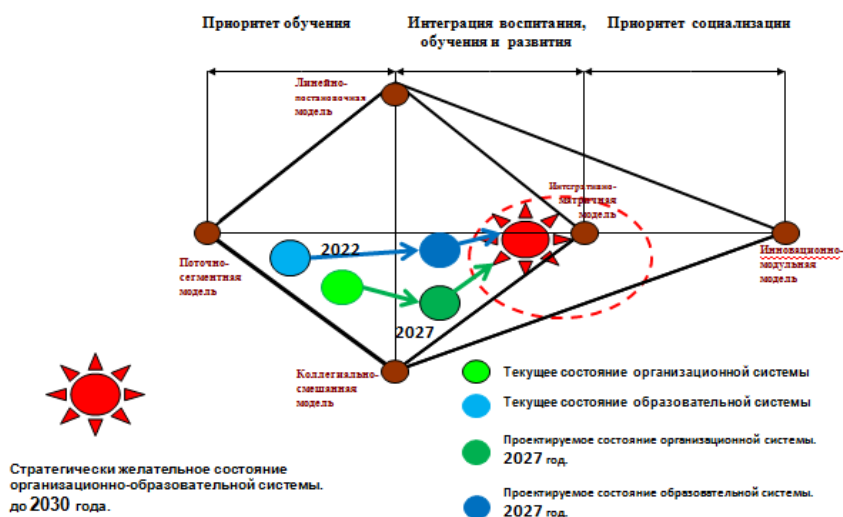 Приоритет обучения
Интеграция воспитания,
обучения и развития
Приоритет социализации
Линейно-
постановочная
модель
Интегративно-
матричная
модель
2022
Поточно-
сегментная
модель
Инновационно-
модульная
модель
2027
Коллегиально-
смешанная
модель
Текущее состояние организационной системы
Текущее состояние образовательной системы
Проектируемое состояние организационной системы.
2027 год.
Проектируемое состояние образовательной системы.
2027 год.
Стратегически желательное состояние
организационно-образовательной системы.
до 2030 года.